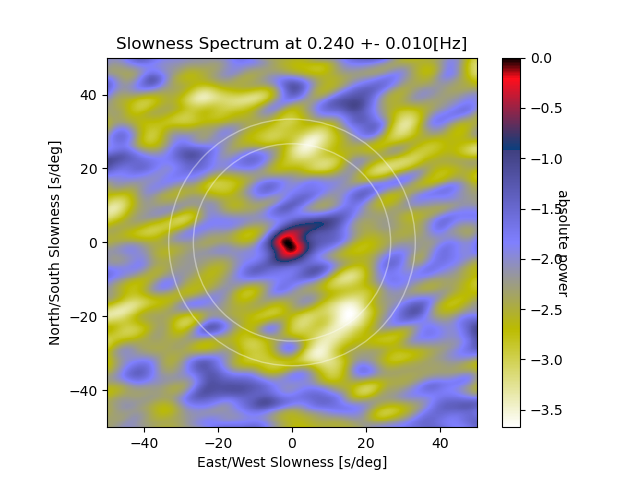 Slowness Spectrum at 0.240 +- 0.010[Hz]
North/South Slowness [s/deg]
40
20
0
−20
−40
−40 −20 0 20 40
East/West Slowness [s/deg]
0.0
−0.5
−1.0
−1.5
−2.0
−2.5
−3.0
−3.5
absolute power